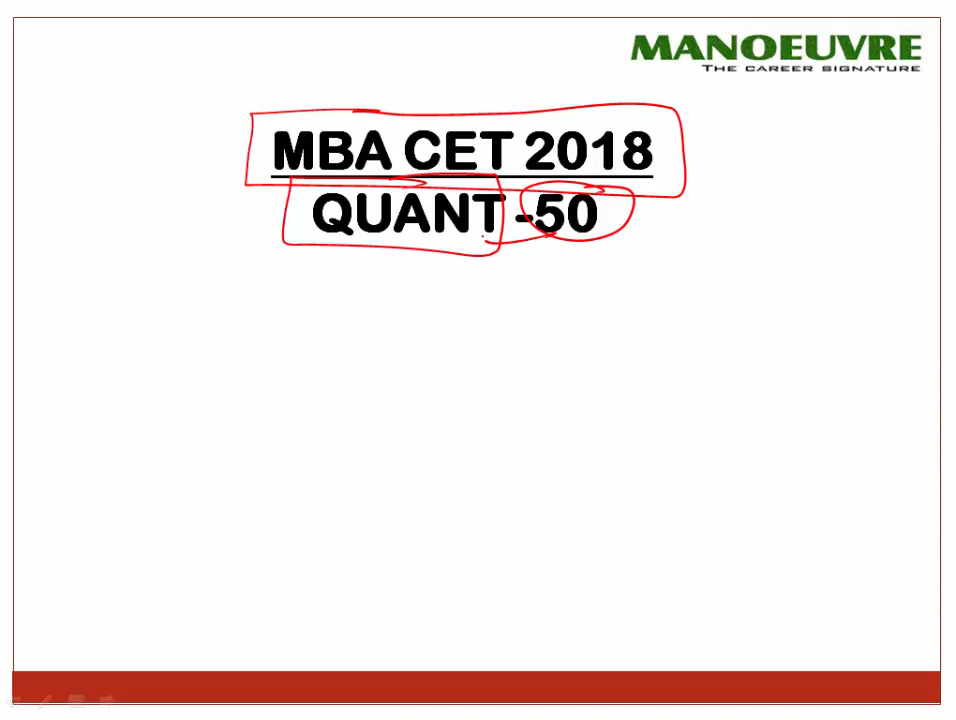 MANOEUVRE
THE CAREER SIGNATURE
MBA CET 2018
QUANT -50